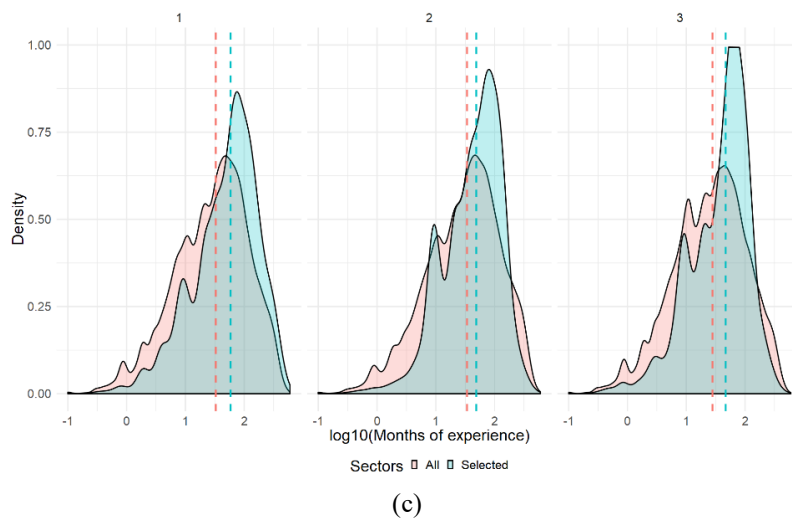 1 2 3
1.00
0.75
0.50
0.25
0.00
Density
-1 0 1 2 -1 0 1 2 -1 0 1 2
log10(Months of experience)
Sectors All Selected
(c)